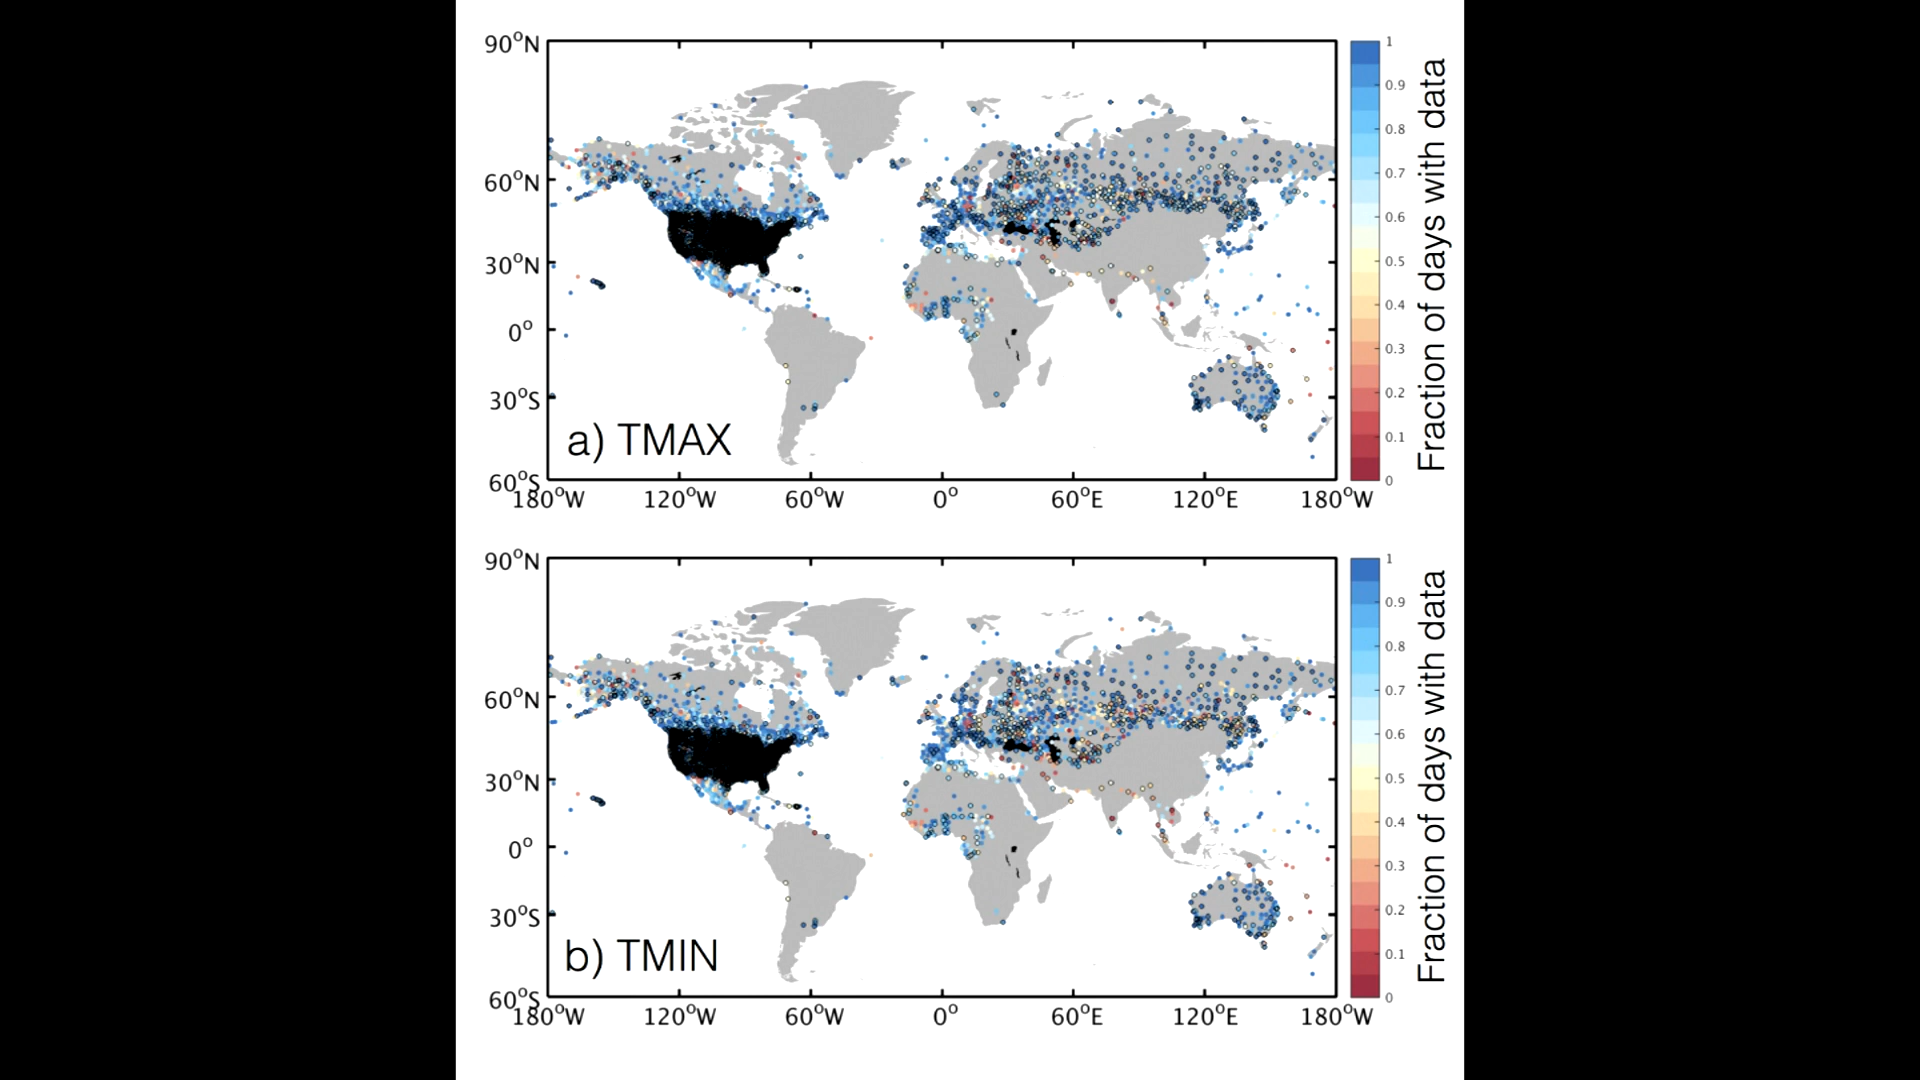 90°N
60°N
30°N
0°
30°S
60°S
180°W 120°W 60°W 0° 60°E 120°E 180°W
a) TMAX
1
0.9
0.8
0.7
0.6
0.5
0.4
0.3
0.2
0.1
0
Fraction of days with data
90°N
60°N
30°N
0°
30°S
60°S
180°W 120°W 60°W 0° 60°E 120°E 180°W
b) TMIN
1
0.9
0.8
0.7
0.6
0.5
0.4
0.3
0.2
0.1
0
Fraction of days with data